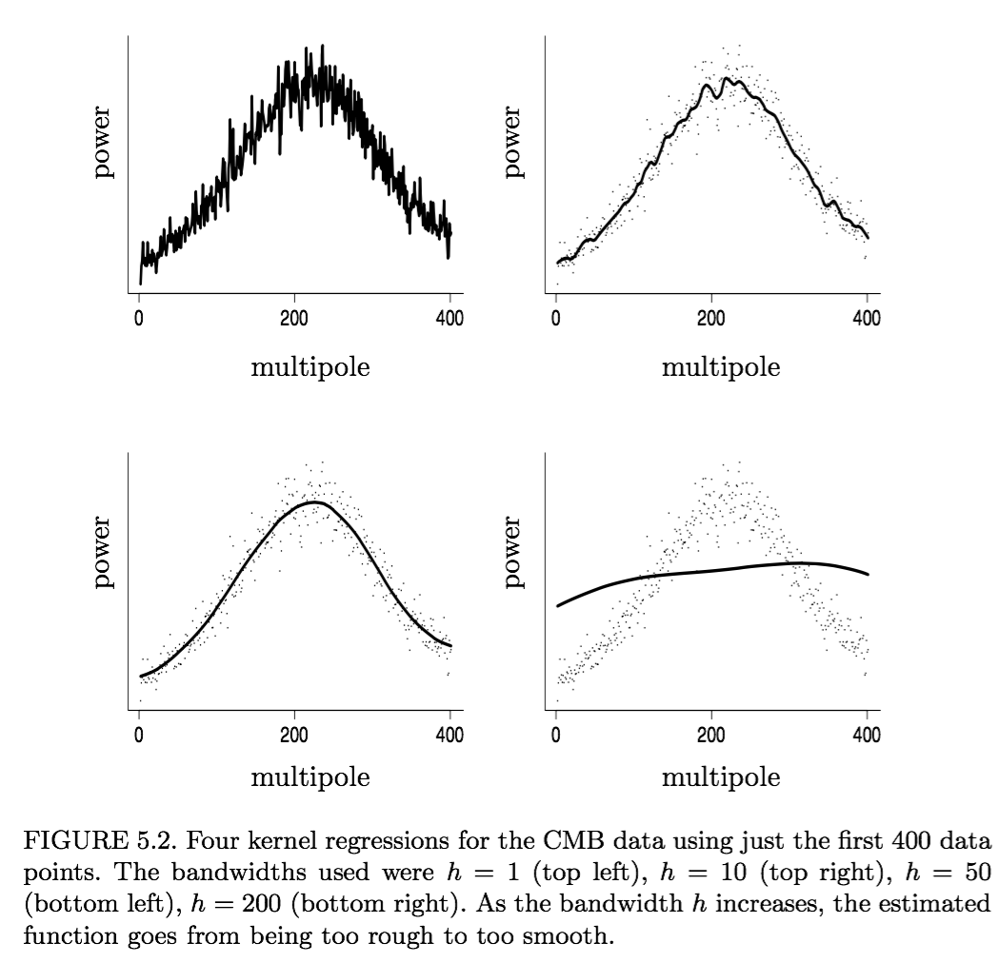 power
power
0
200
400
0
200
400
multipole
multipole
power
power
0
200
400
0
200
400
multipole
multipole
FIGURE 5.2. Four kernel regressions for the CMB data using just the first 400 data
points. The bandwidths used were h = 1 (top left), h = 10 (top right), h = 50
(bottom left), h = 200 (bottom right). As the bandwidth h increases, the estimated
function goes from being too rough to too smooth.